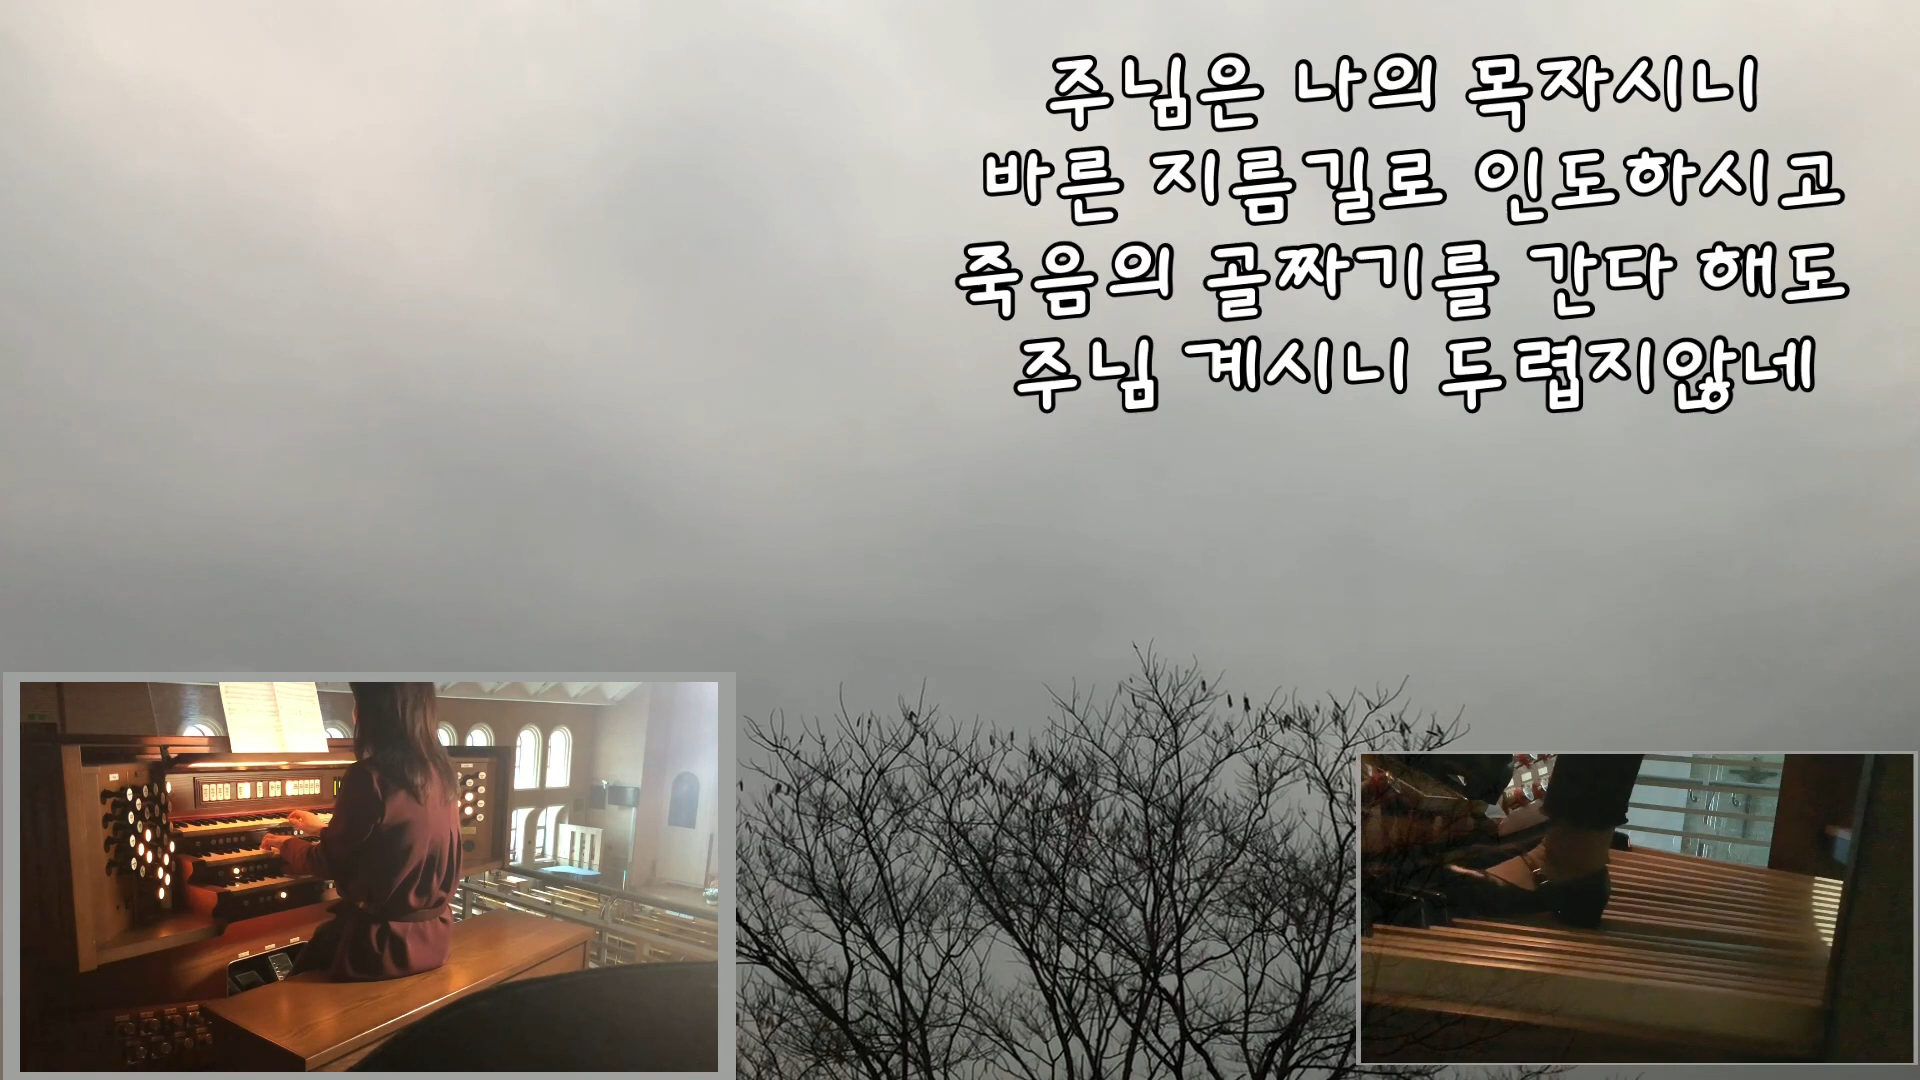 주님은 나의 목자시니
바른 지름길로 인도하시고
죽음의 골짜기를 간다 해도
주님 계시니 두렵지않네